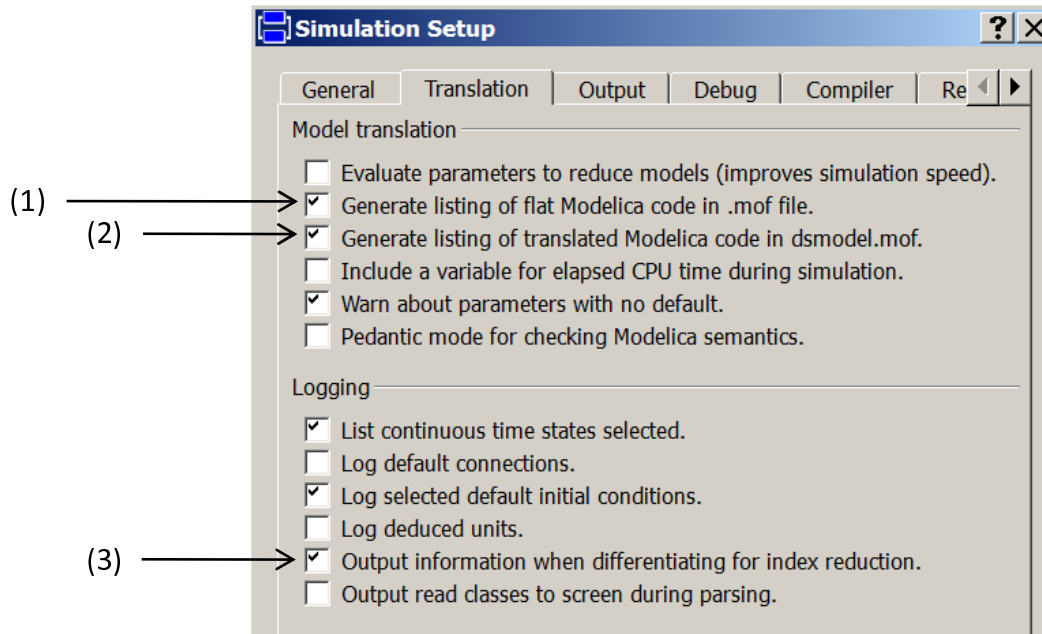 Simulation Setup
General Translation Output Debug Compiler Re
Model translation
Evaluate parameters to reduce models (improves simulation speed).
(1) Generate listing of flat Modelica code in .mof file.
(2) Generate listing of translated Modelica code in dsmodel.mof.
Include a variable for elapsed CPU time during simulation.
Warn about parameters with no default.
Pedantic mode for checking Modelica semantics.
Logging
List continuous time states selected.
Log default connections.
Log selected default initial conditions.
Log deduced units.
(3) Output information when differentiating for index reduction.
Output read classes to screen during parsing.